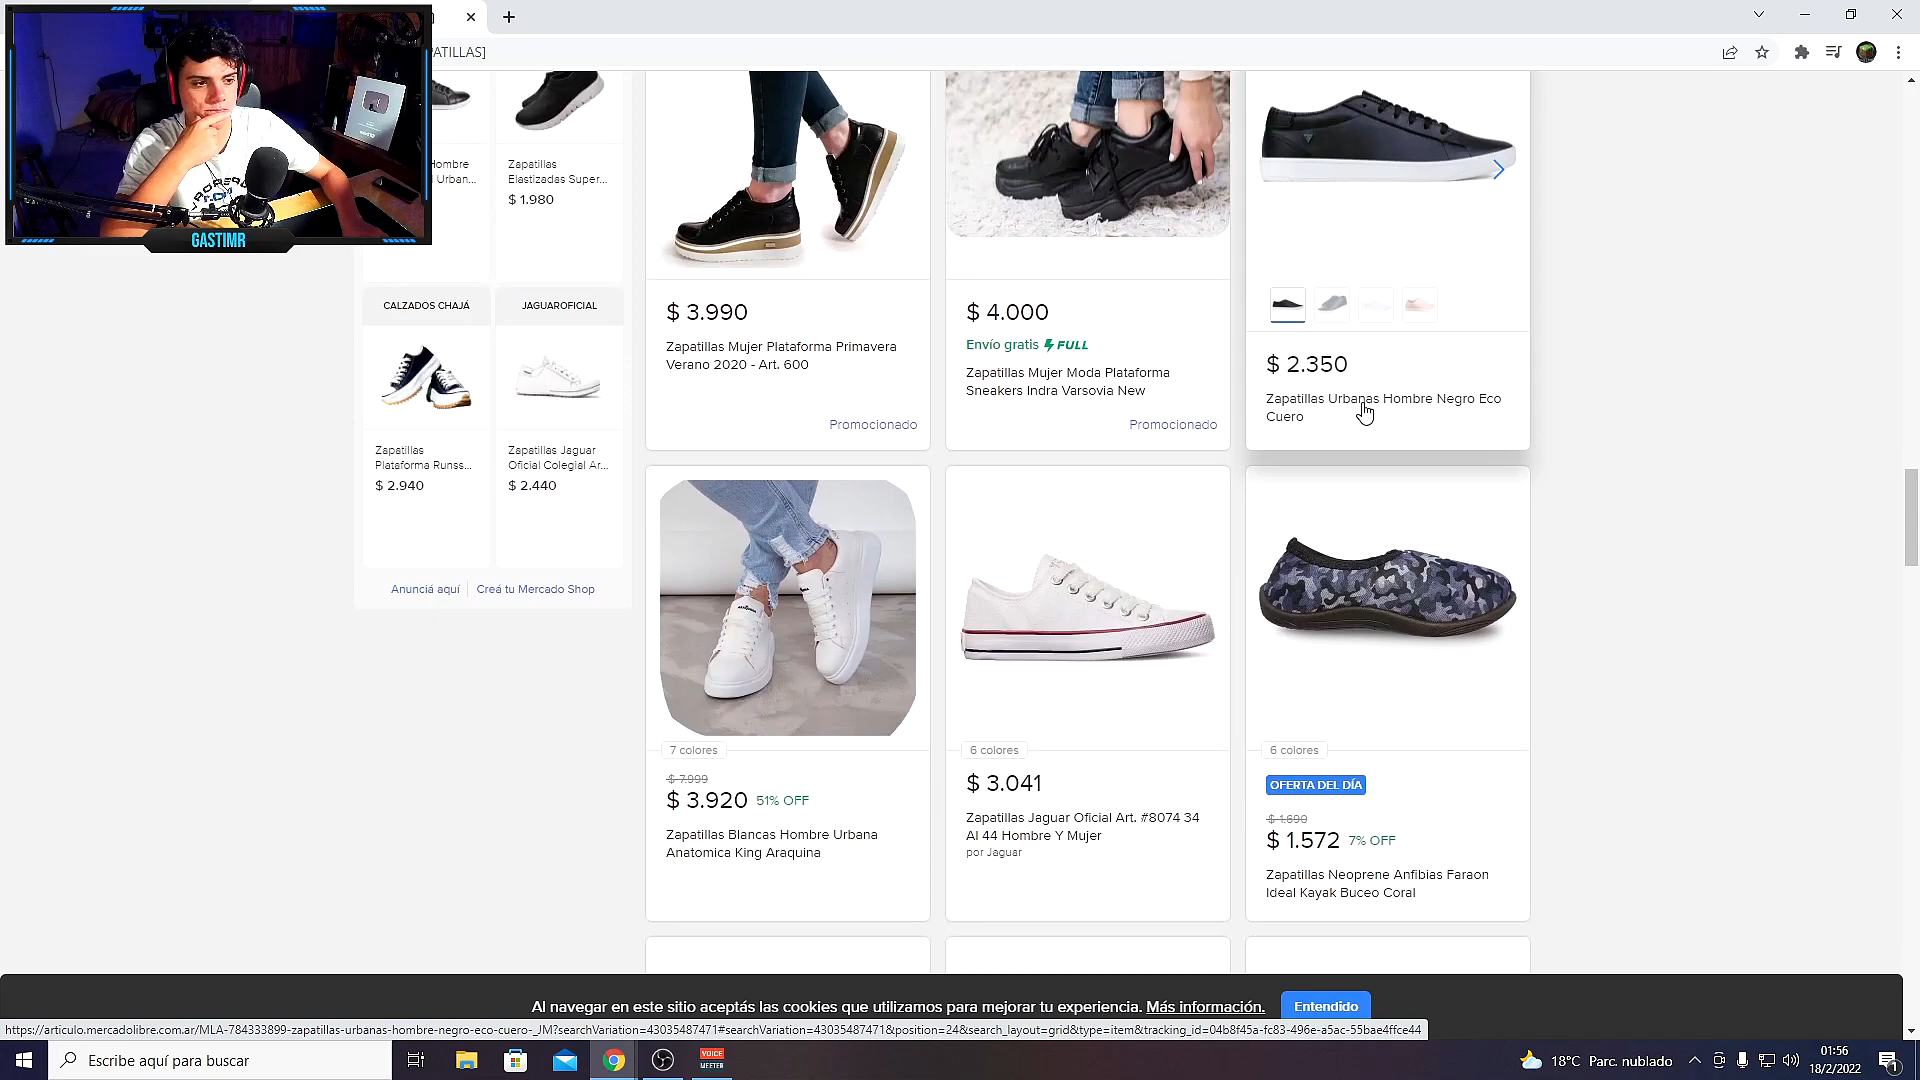 PATILLAS]
GASTIMR
Hombre
Urban...
Zapatillas
Elastizadas Super...
$ 1.980
CALZADOS CHAJÁ
JAGUAROFICIAL
Zapatillas
Plataforma Runss...
$ 2.940
Zapatillas Jaguar
Oficial Colegial Ar...
$ 2.440
Anunciá aquí
Creá tu Mercado Shop
$ 3.990
Zapatillas Mujer Plataforma Primavera
Verano 2020 - Art. 600
Promocionado
$ 4.000
Envío gratis FULL
Zapatillas Mujer Moda Plataforma
Sneakers Indra Varsovia New
Promocionado
$ 2.350
Zapatillas Urbanas Hombre Negro Eco
Cuero
7 colores
$ 7.999
$ 3.920 51% OFF
Zapatillas Blancas Hombre Urbana
Anatomica King Araquina
6 colores
$ 3.041
Zapatillas Jaguar Oficial Art. #8074 34
Al 44 Hombre Y Mujer
por Jaguar
6 colores
OFERTA DEL DÍA
$ 1.690
$ 1.572 7% OFF
Zapatillas Neoprene Anfibias Faraon
Ideal Kayak Buceo Coral
Al navegar en este sitio aceptás las cookies que utilizamos para mejorar tu experiencia. Más información.
Entendido
https://articulo.mercadolibre.com.ar/MLA-784333899-zapatillas-urbanas-hombre-negro-eco-cuero-_JM?searchVariation=43035487471#searchVariation=43035487471&position=24&search_layout=grid&type=item&tracking_id=04b8f45a-fc83-496e-a5ac-55bae4ffce44
Escribe aquí para buscar
VOICE
MEETER
18°C Parc. nublado
01:56
18/2/2022
1